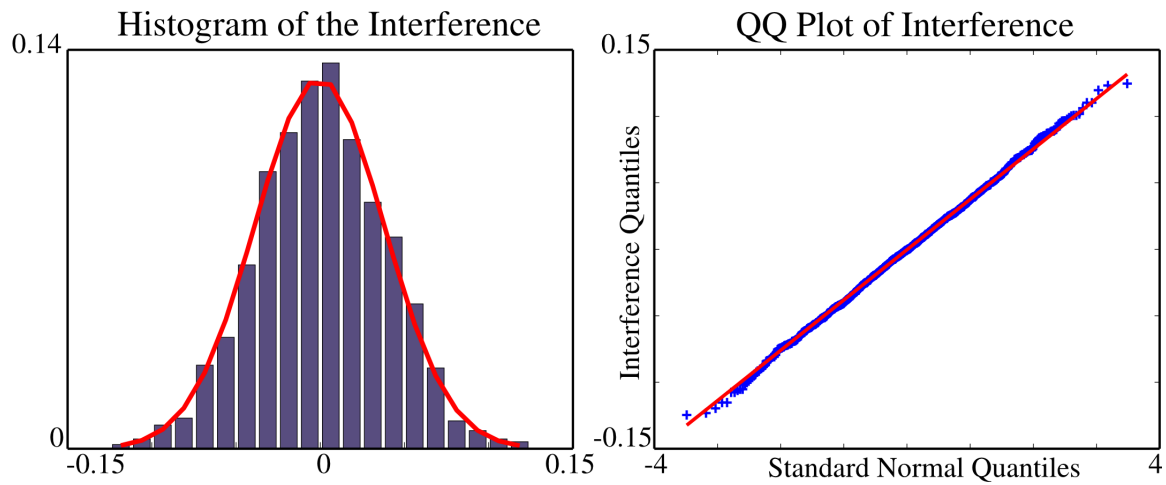 Histogram of the Interference
0.14
0
-0.15
0
0.15
QQ Plot of Interference
0.15
Interference Quantiles
-0.15
-4
Standard Normal Quantiles
4